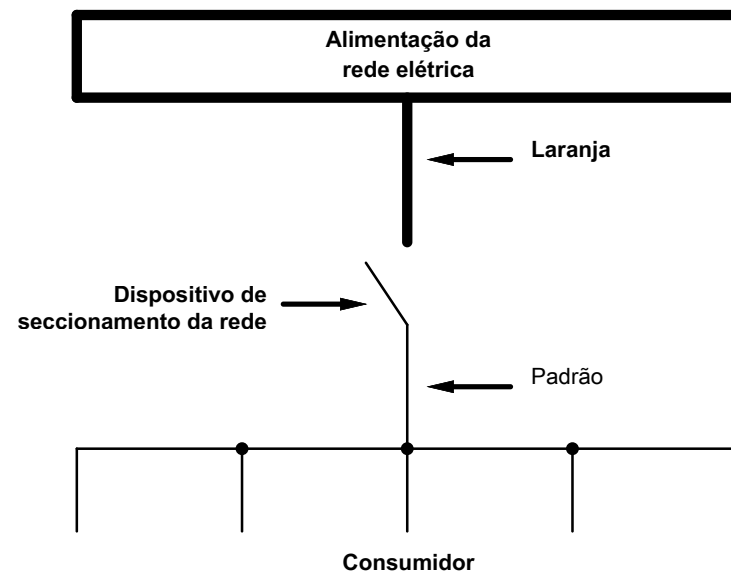 Alimentação da
rede elétrica
Laranja
Dispositivo de
seccionamento da rede
Padrão
Consumidor